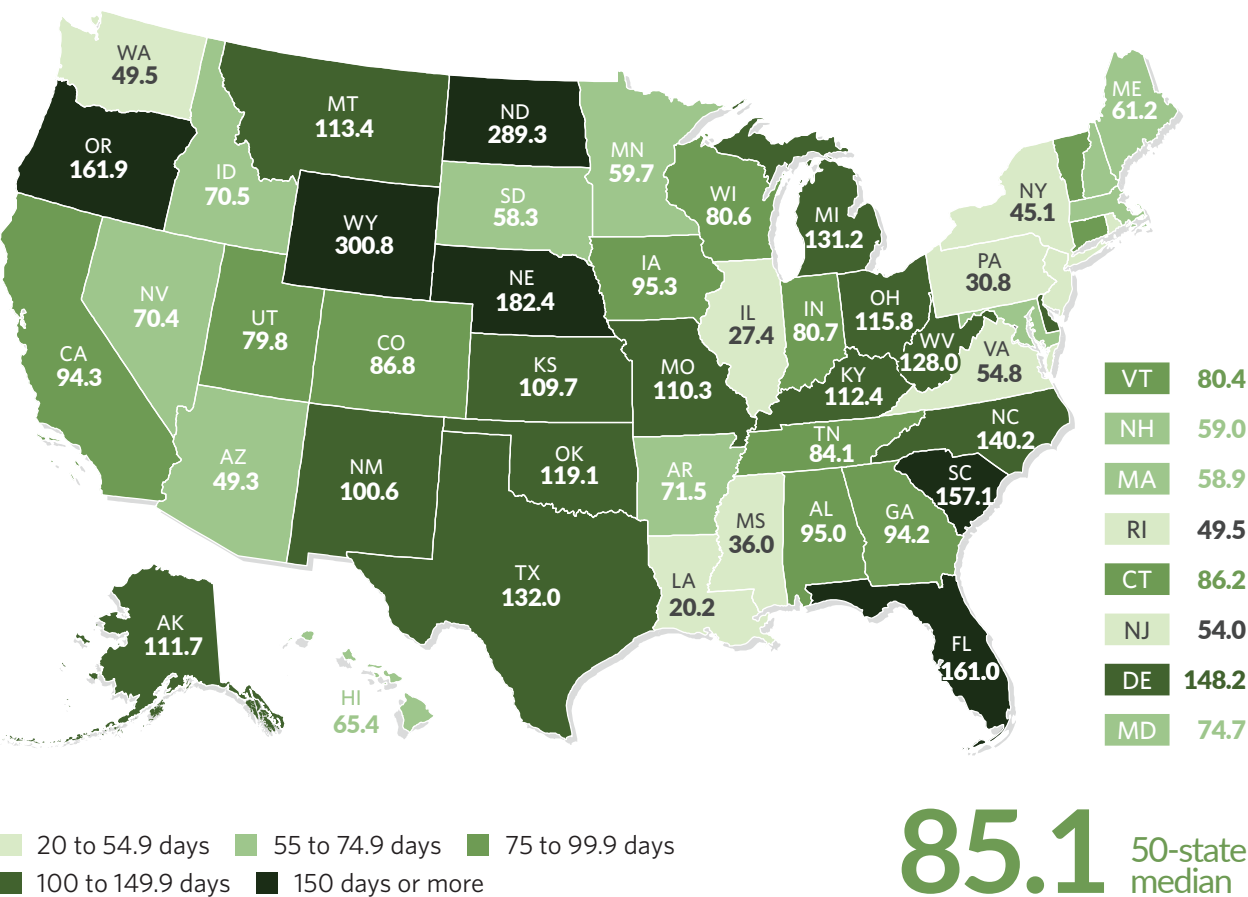 WA
49.5
MT
113.4
ND
289.3
MN
59.7
ME
61.2
OR
161.9
ID
70.5
WY
300.8
SD
58.3
WI
80.6
MI
131.2
NY
45.1
NV
70.4
UT
79.8
CO
86.8
NE
182.4
IA
95.3
IL
27.4
IN
80.7
OH
115.8
PA
30.8
CA
94.3
KS
109.7
MO
110.3
KY
112.4
WV
128.0
VA
54.8
AZ
49.3
NM
100.6
OK
119.1
AR
71.5
TN
84.1
NC
140.2
SC
157.1
MS
36.0
AL
95.0
GA
94.2
TX
132.0
LA
20.2
FL
161.0
AK
111.7
HI
65.4
VT 80.4
NH 59.0
MA 58.9
RI 49.5
CT 86.2
NJ 54.0
DE 148.2
MD 74.7
20 to 54.9 days 55 to 74.9 days 75 to 99.9 days
100 to 149.9 days 150 days or more
85.1
50-state
median